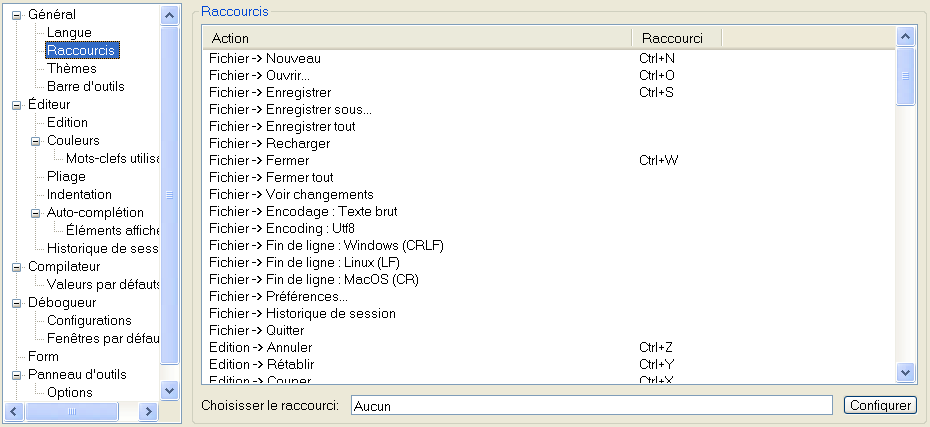 Général
Langue
Raccourcis
Thèmes
Barre d'outils
Éditeur
Edition
Couleurs
Mots-clefs utilisa
Pliage
Indentation
Auto-complétion
Éléments affiche
Historique de sess
Compilateur
Valeurs par défauts
Débogueur
Configurations
Fenêtres par défau
Form
Panneau d'outils
Options
Raccourcis
Action Raccourci
Fichier -> Nouveau Ctrl+N
Fichier -> Ouvrir... Ctrl+O
Fichier -> Enregistrer Ctrl+S
Fichier -> Enregistrer sous...
Fichier -> Enregistrer tout
Fichier -> Recharger
Fichier -> Fermer Ctrl+W
Fichier -> Fermer tout
Fichier -> Voir changements
Fichier -> Encodage : Texte brut
Fichier -> Encoding : Utf8
Fichier -> Fin de ligne : Windows (CRLF)
Fichier -> Fin de ligne : Linux (LF)
Fichier -> Fin de ligne : MacOS (CR)
Fichier -> Préférences...
Fichier -> Historique de session
Fichier -> Quitter
Edition -> Annuler Ctrl+Z
Edition -> Rétablir Ctrl+Y
Edition -> Couper Ctrl+X
Choisisser le raccourci: Aucun Configurer